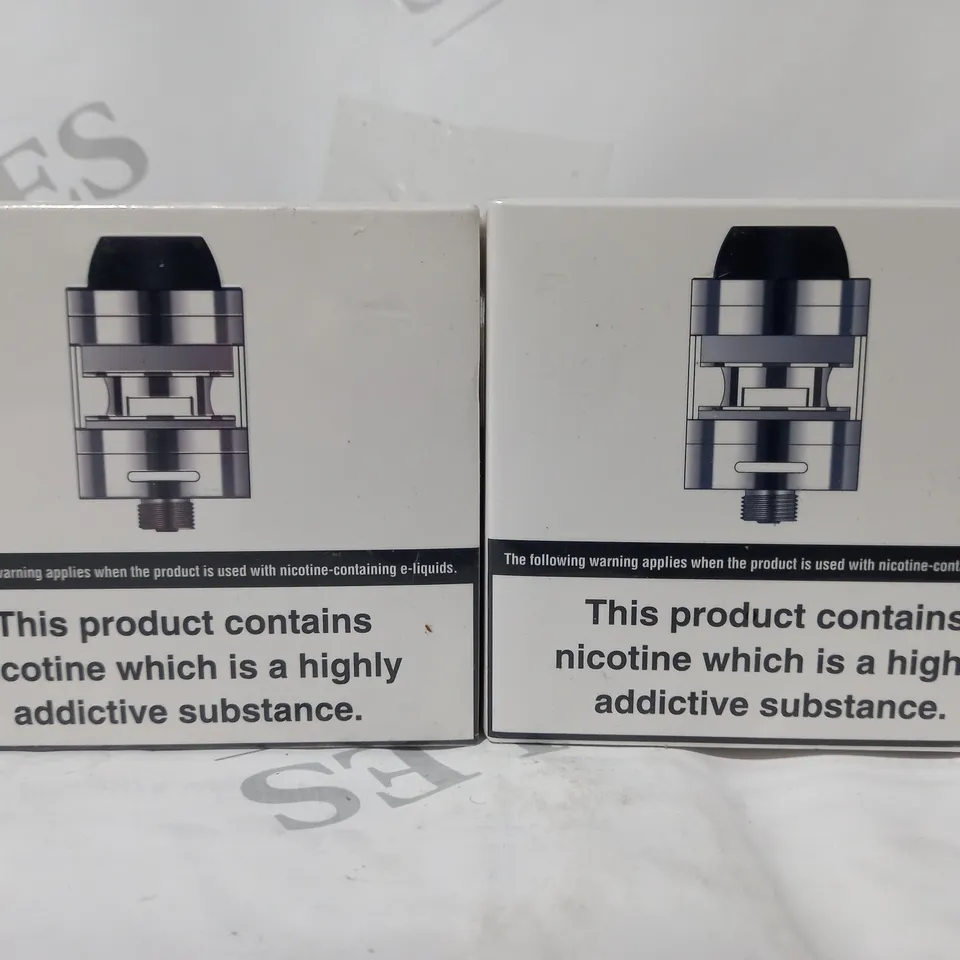 warning applies when the product is used with nicotine-containing e-liquids.
This product contains
cotine which is a highly
addictive substance.
The following warning applies when the product is used with nicotine-cont
This product contains
nicotine which is a high
addictive substance.